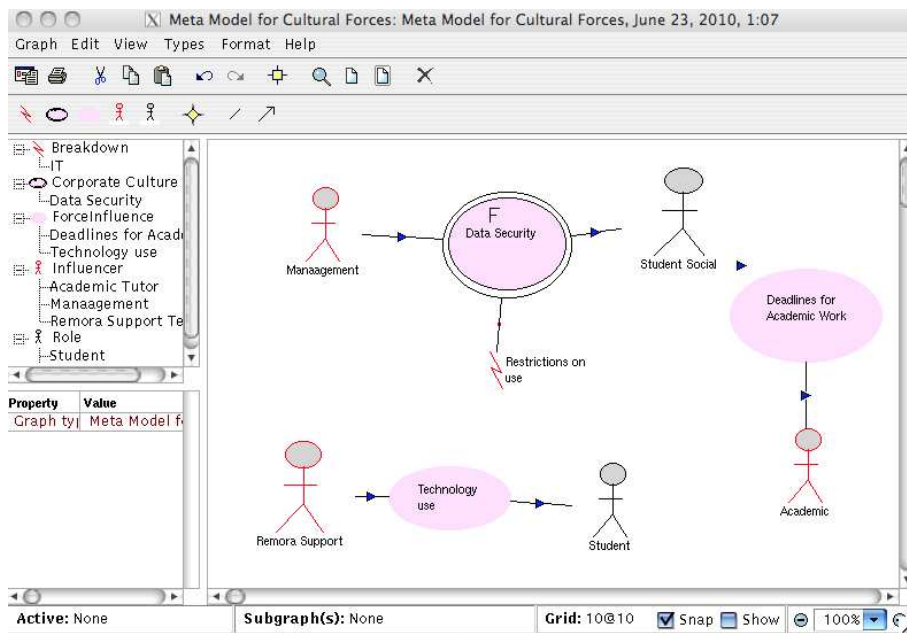 Meta Model for Cultural Forces: Meta Model for Cultural Forces, June 23, 2010, 1:07
Graph Edit View Types Format Help
Breakdown
IT
Corporate Culture
Data Security
ForceInfluence
Deadlines for Acad
Technology use
Influencer
Academic Tutor
Manaagement
Remora Support Te
Role
Student
Property Value
Graph typ Meta Model f
Manaagement
F
Data Security
Student Social
Restrictions on
use
Deadlines for
Academic Work
Remora Support
Technology
use
Student
Academic
Active: None
Subgraph(s): None
Grid: 10@10
Snap
Show
100%